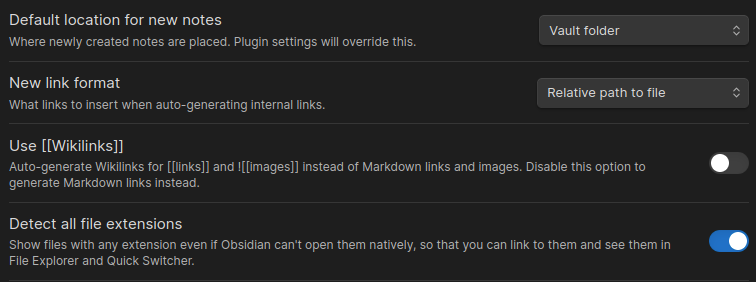 Default location for new notes
Where newly created notes are placed. Plugin settings will override this.
Vault folder
New link format
What links to insert when auto-generating internal links.
Relative path to file
Use [[Wikilinks]]
Auto-generate Wikilinks for [[links]] and ![[images]] instead of Markdown links and images. Disable this option to
generate Markdown links instead.
Detect all file extensions
Show files with any extension even if Obsidian can't open them natively, so that you can link to them and see them in
File Explorer and Quick Switcher.